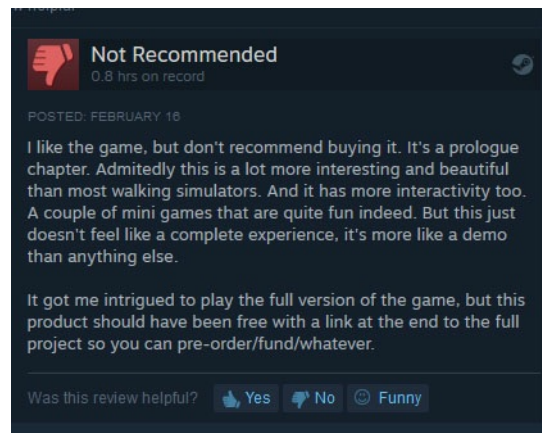 Not Recommended
0.8 hrs on record
POSTED: FEBRUARY 16
I like the game, but don't recommend buying it. It's a prologue
chapter. Admitedly this is a lot more interesting and beautiful
than most walking simulators. And it has more interactivity too.
A couple of mini games that are quite fun indeed. But this just
doesn't feel like a complete experience, it's more like a demo
than anything else.
It got me intrigued to play the full version of the game, but this
product should have been free with a link at the end to the full
project so you can pre-order/fund/whatever.
Was this review helpful? Yes No Funny